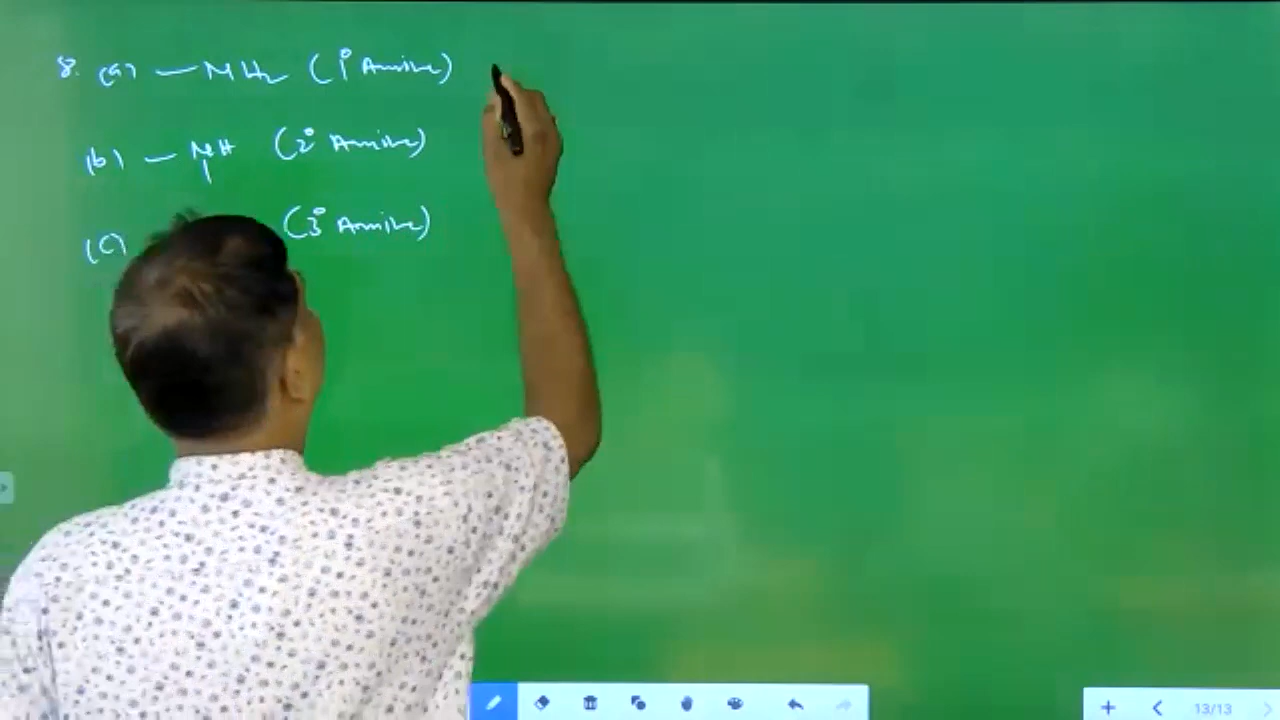 8. (a) — NH₂ (1° Amine)
(b) — NH (2° Amine)
(c) (3° Amine)
13/13